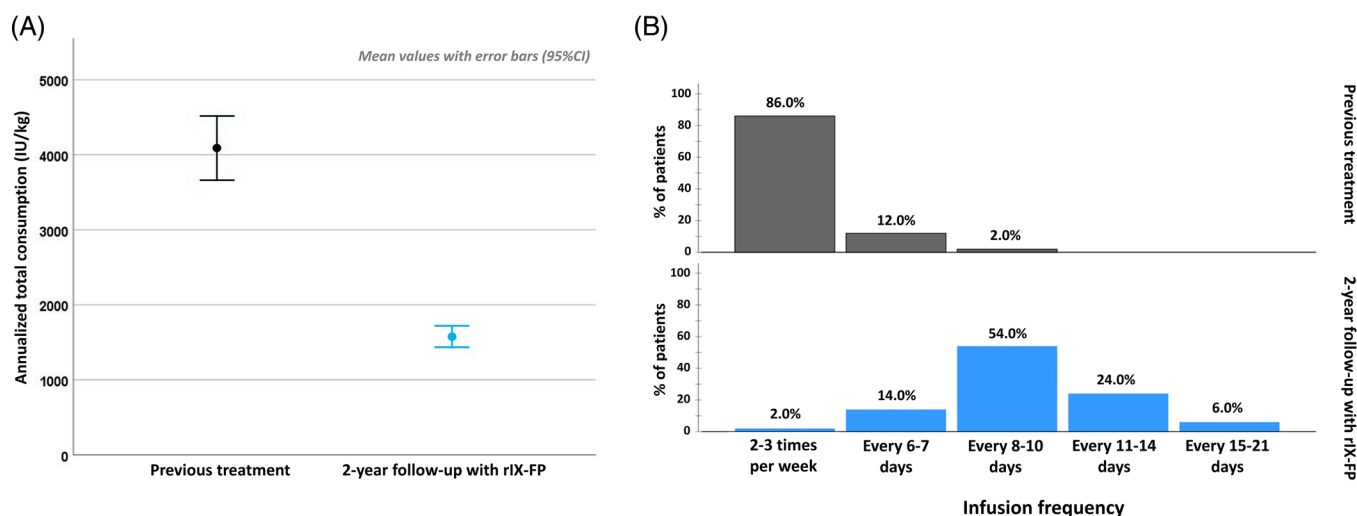 (A)
Mean values with error bars (95%CI)
Annualized total consumption (IU/kg)
5000
4000
3000
2000
1000
0
Previous treatment
2-year follow-up with rIX-FP
(B)
% of patients
100
80
60
40
20
0
86.0%
12.0%
2.0%
Previous treatment
% of patients
100
80
60
40
20
0
2.0%
14.0%
54.0%
24.0%
6.0%
2-year follow-up with rIX-FP
2-3 times
per week
Every 6-7
days
Every 8-10
days
Every 11-14
days
Every 15-21
days
Infusion frequency